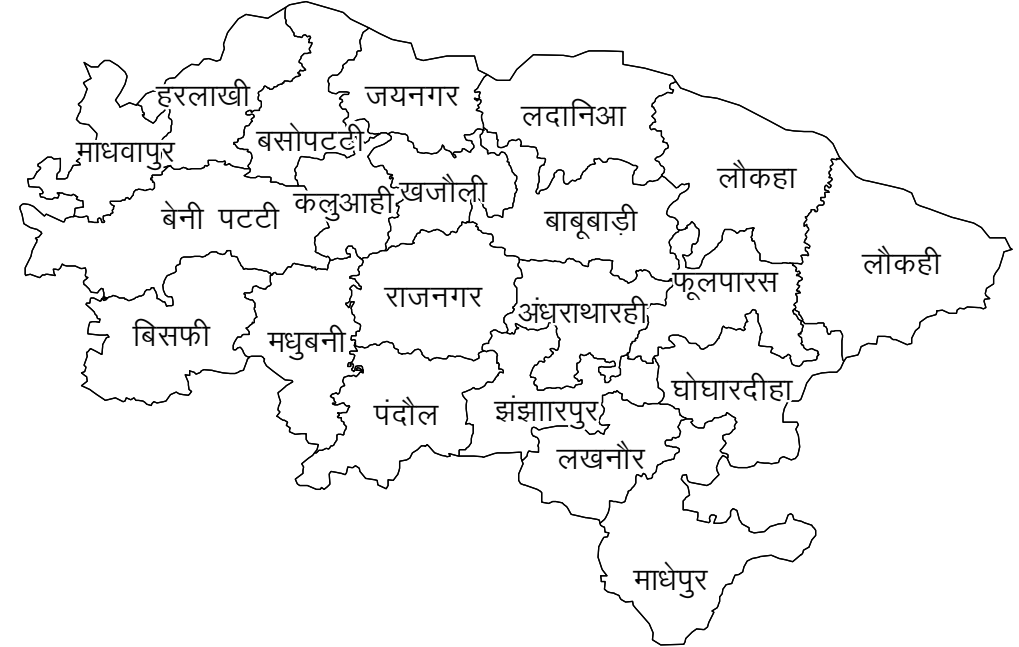 हरलाखी
जयनगर
लदानिआ
बसोपटटी
माधवापुर
लौकहा
खजौली
कलुआही
बेनी पटटी
बाबूबाड़ी
लौकही
फूलपारस
राजनगर
अंधराथारही
बिसफी
मधुबनी
घोघारदीहा
पंदौल
झंझाारपुर
लखनौर
माधेपुर